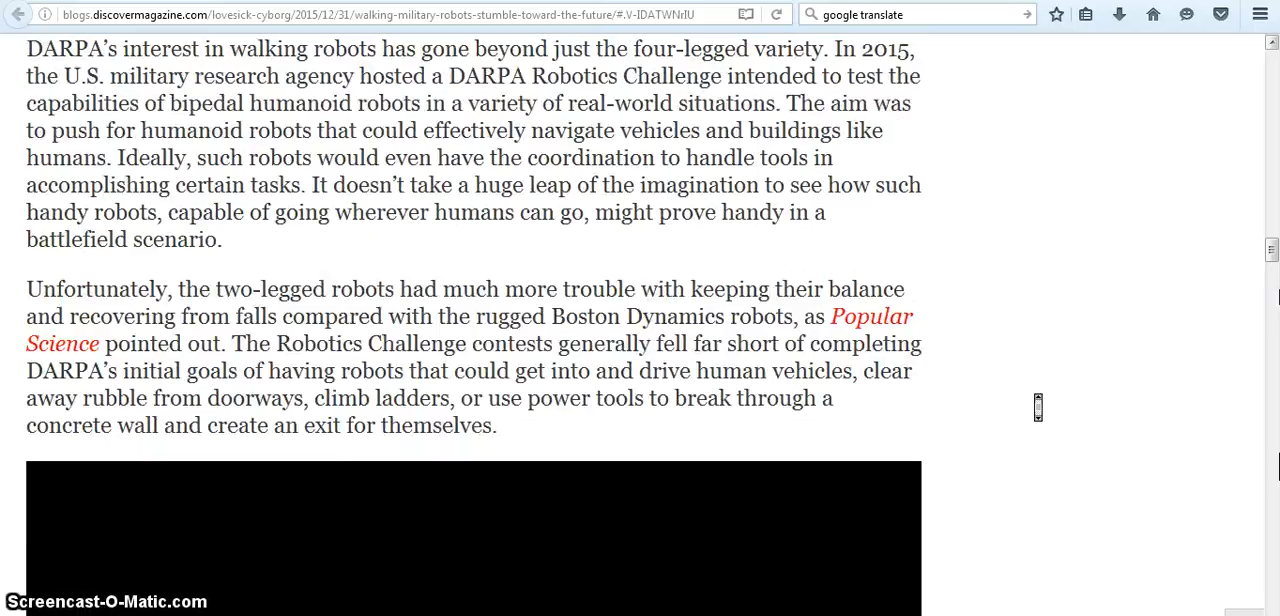 blogs.discovermagazine.com/lovesick-cyborg/2015/12/31/walking-military-robots-stumble-toward-the-future/#.V-IDATWNrIU
google translate
DARPA’s interest in walking robots has gone beyond just the four-legged variety. In 2015,
the U.S. military research agency hosted a DARPA Robotics Challenge intended to test the
capabilities of bipedal humanoid robots in a variety of real-world situations. The aim was
to push for humanoid robots that could effectively navigate vehicles and buildings like
humans. Ideally, such robots would even have the coordination to handle tools in
accomplishing certain tasks. It doesn’t take a huge leap of the imagination to see how such
handy robots, capable of going wherever humans can go, might prove handy in a
battlefield scenario.
Unfortunately, the two-legged robots had much more trouble with keeping their balance
and recovering from falls compared with the rugged Boston Dynamics robots, as Popular
Science pointed out. The Robotics Challenge contests generally fell far short of completing
DARPA’s initial goals of having robots that could get into and drive human vehicles, clear
away rubble from doorways, climb ladders, or use power tools to break through a
concrete wall and create an exit for themselves.
Screencast-O-Matic.com